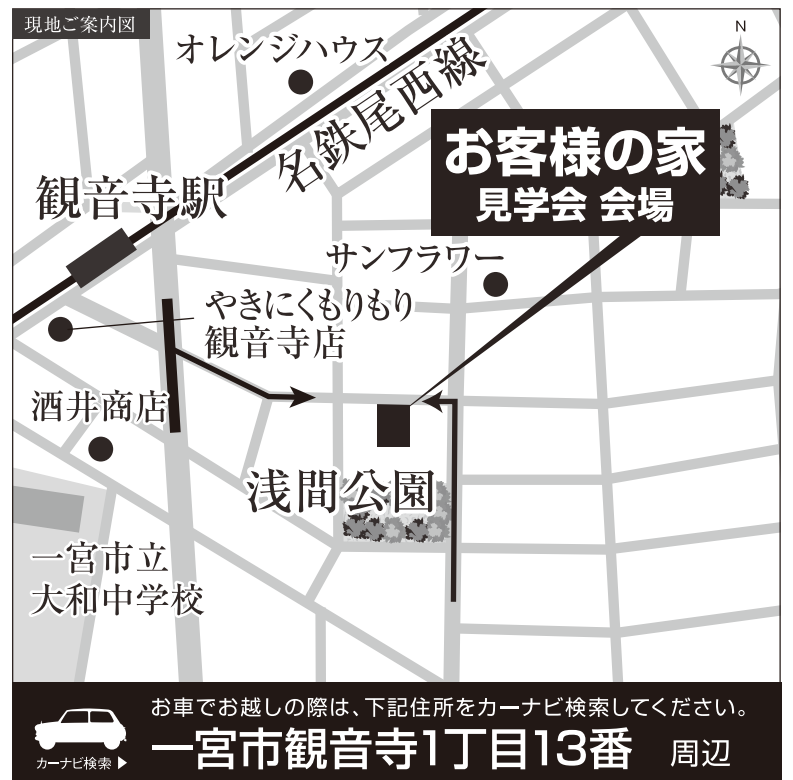 現地ご案内図
N
オレンジハウス
名鉄尾西線
お客様の家
見学会 会場
観音寺駅
サンフラワー
やきにくもりもり
観音寺店
酒井商店
浅間公園
一宮市立
大和中学校
お車でお越しの際は、下記住所をカーナビ検索してください。
カーナビ検索▶
一宮市観音寺1丁目13番 周辺